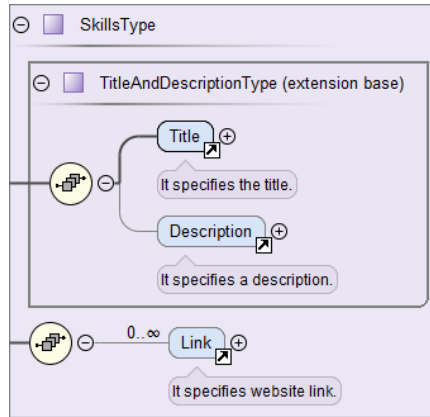 SkillsType
TitleAndDescriptionType (extension base)
Title
It specifies the title.
Description
It specifies a description.
0..∞
Link
It specifies website link.